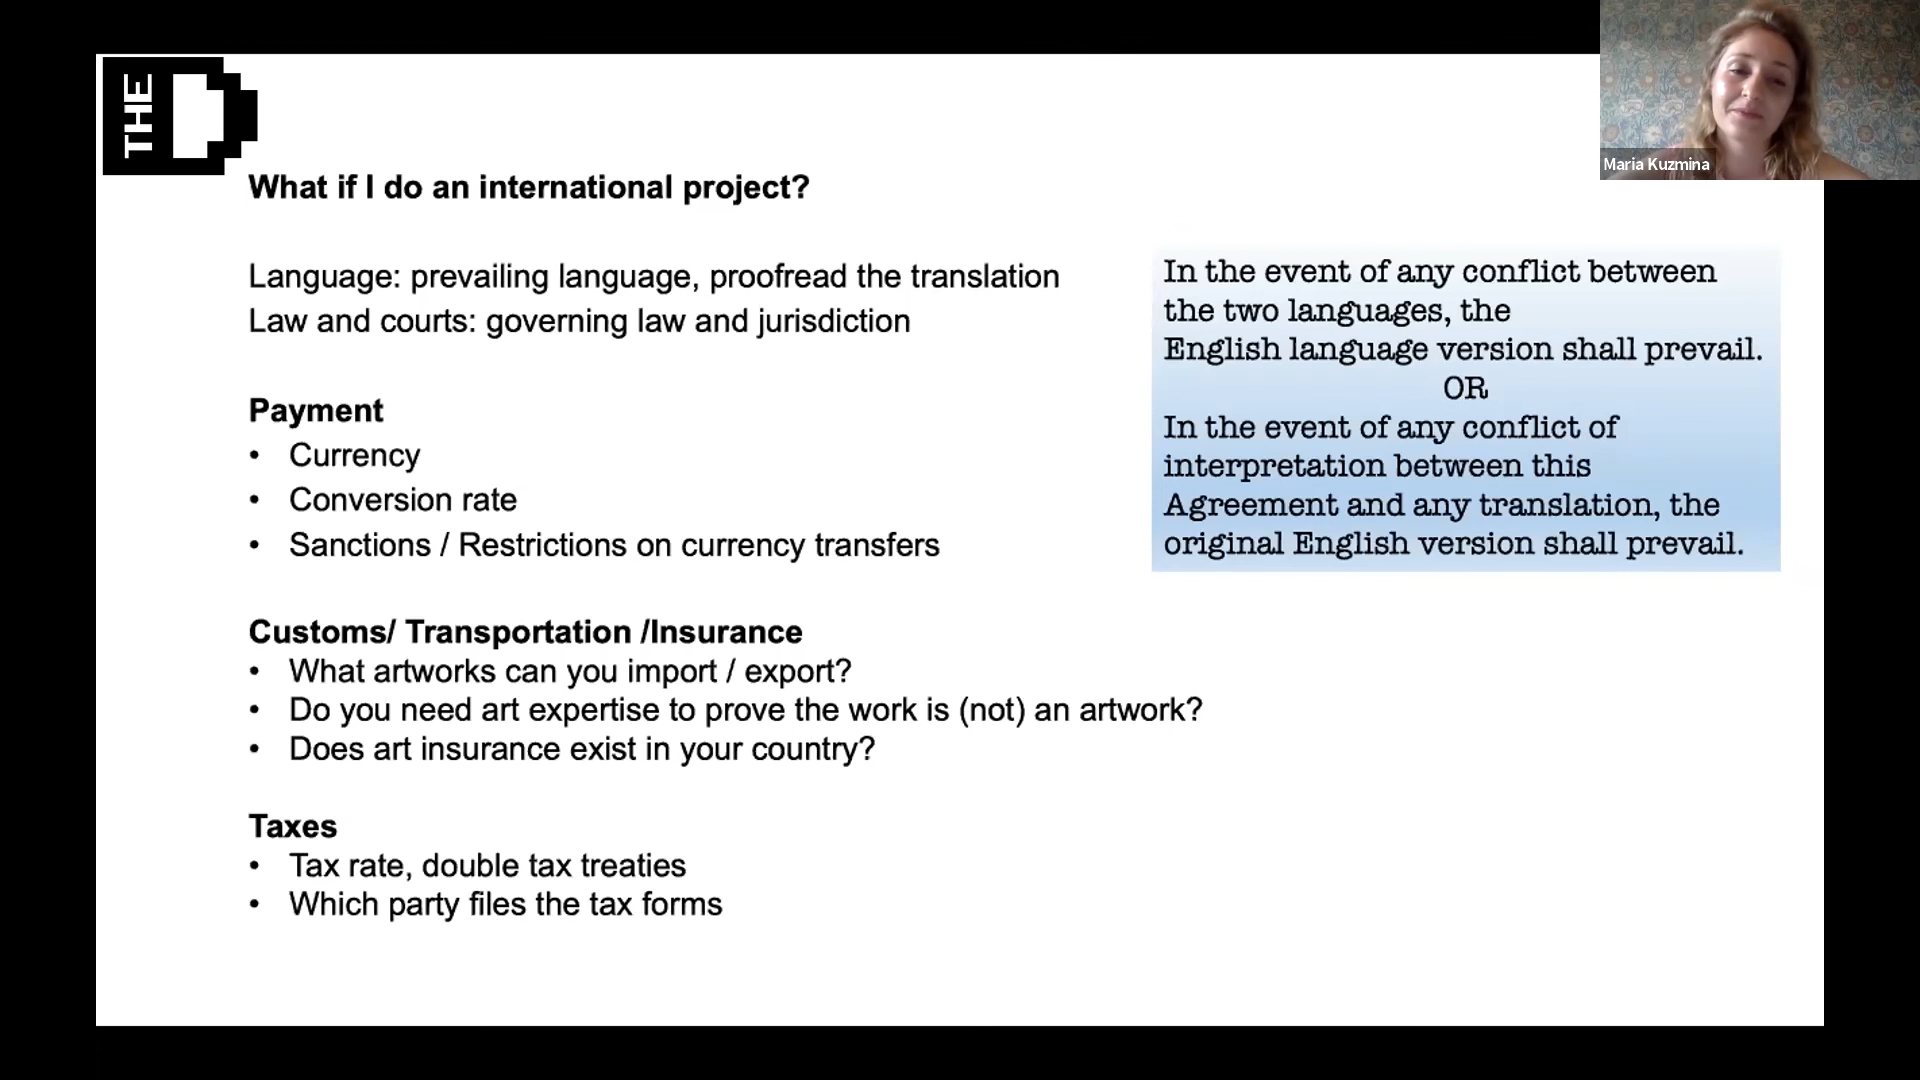 THE D
Maria Kuzmina
What if I do an international project?
Language: prevailing language, proofread the translation
Law and courts: governing law and jurisdiction
Payment
• Currency
• Conversion rate
• Sanctions / Restrictions on currency transfers
Customs/ Transportation /Insurance
• What artworks can you import / export?
• Do you need art expertise to prove the work is (not) an artwork?
• Does art insurance exist in your country?
Taxes
• Tax rate, double tax treaties
• Which party files the tax forms
In the event of any conflict between
the two languages, the
English language version shall prevail.
OR
In the event of any conflict of
interpretation between this
Agreement and any translation, the
original English version shall prevail.